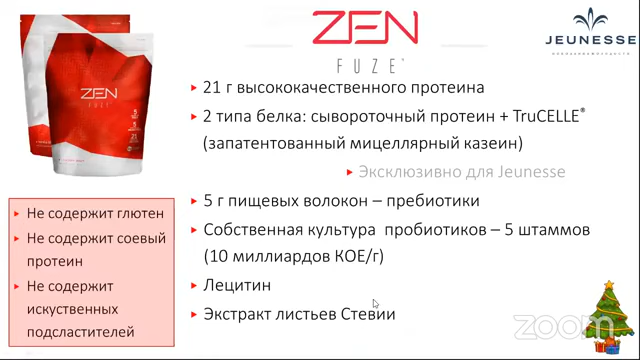 ZEN
FUZE
JEUNESSE
ZEN
FUZE
21 г высококачественного протеина
2 типа белка: сывороточный протеин + TruCELLE®
(запатентованный мицеллярный казеин)
Эксклюзивно для Jeunesse
5 г пищевых волокон – пребиотики
Собственная культура пробиотиков – 5 штаммов
(10 миллиардов КОЕ/г)
Лецитин
Экстракт листьев Стевии
Не содержит глютен
Не содержит соевый
протеин
Не содержит
искуственных
подсластителей
zoom